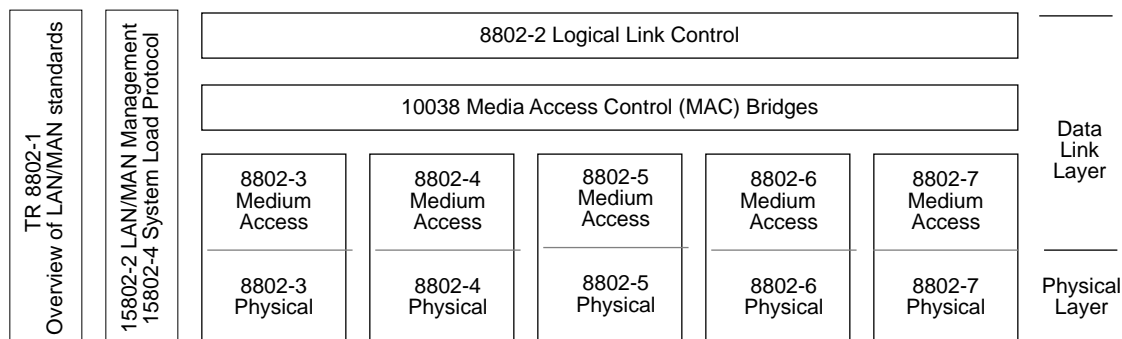 TR 8802-1
Overview of LAN/MAN standards
15802-2 LAN/MAN Management
15802-4 System Load Protocol
8802-2 Logical Link Control
10038 Media Access Control (MAC) Bridges
8802-3
Medium
Access
8802-4
Medium
Access
8802-5
Medium
Access
8802-6
Medium
Access
8802-7
Medium
Access
Data
Link
Layer
8802-3
Physical
8802-4
Physical
8802-5
Physical
8802-6
Physical
8802-7
Physical
Physical
Layer